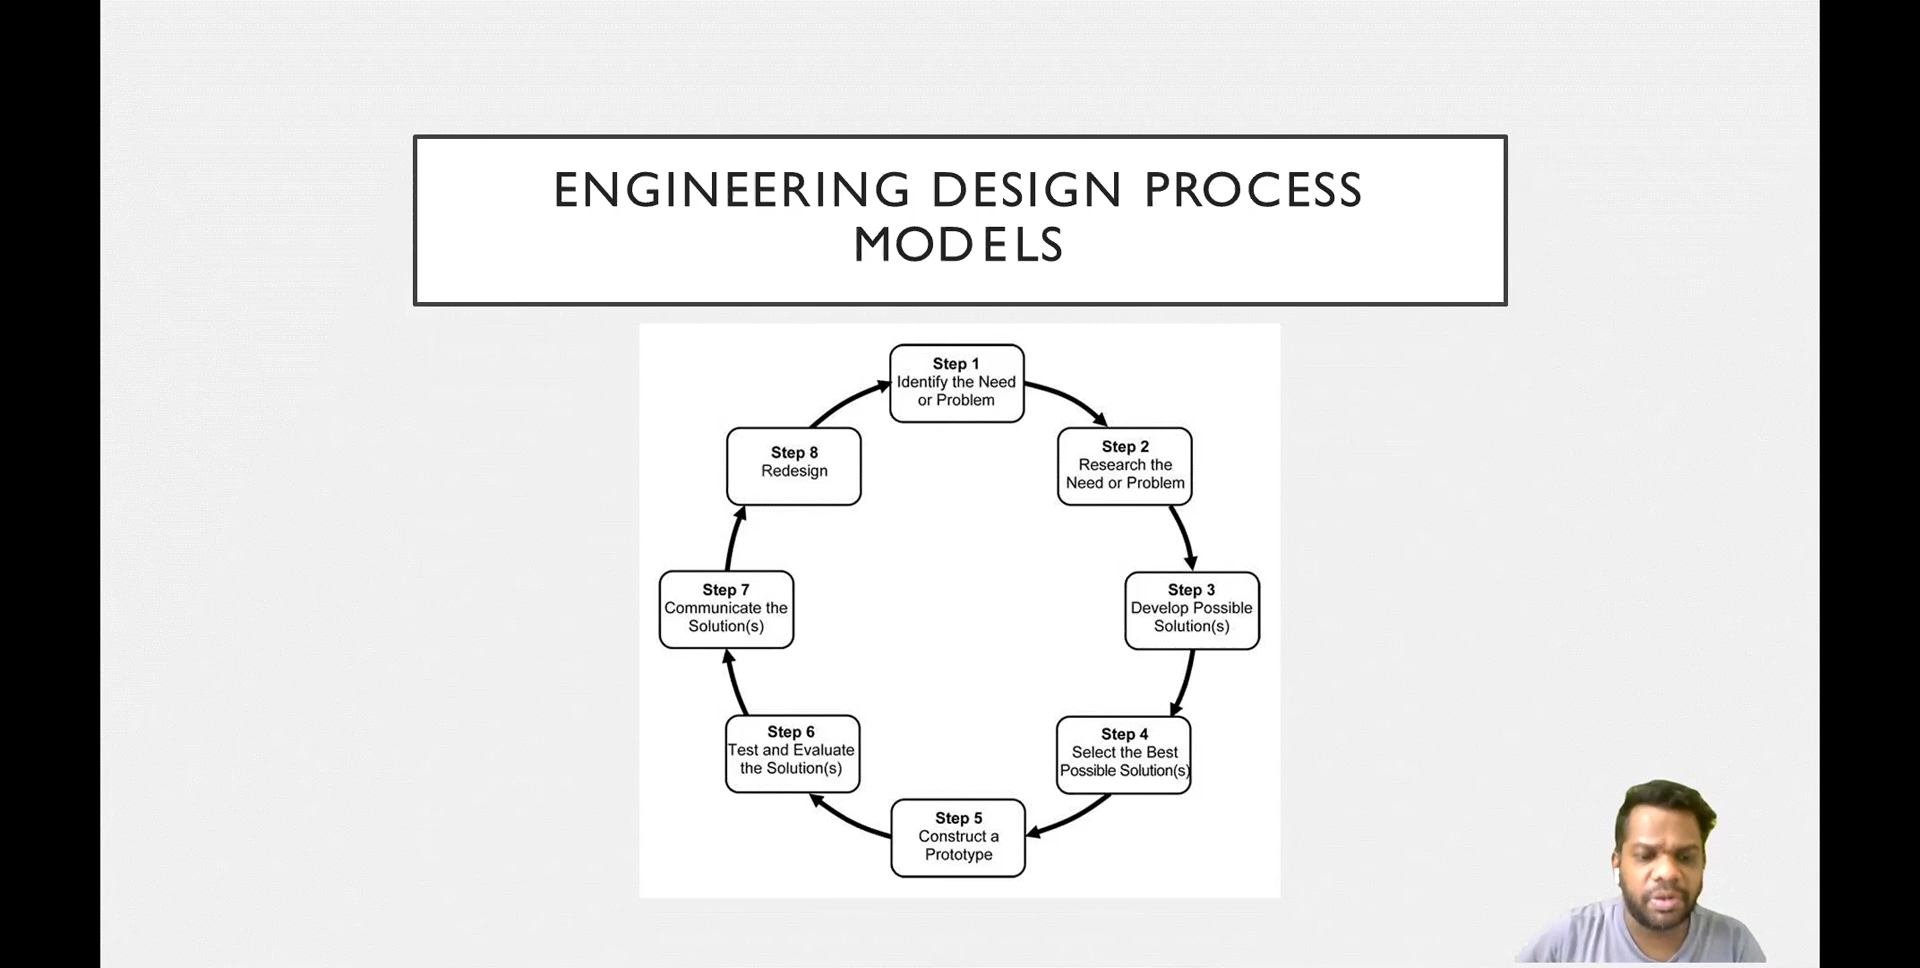 ENGINEERING DESIGN PROCESS
MODELS
Step 1
Identify the Need
or Problem
Step 2
Research the
Need or Problem
Step 3
Develop Possible
Solution(s)
Step 4
Select the Best
Possible Solution(s)
Step 5
Construct a
Prototype
Step 6
Test and Evaluate
the Solution(s)
Step 7
Communicate the
Solution(s)
Step 8
Redesign